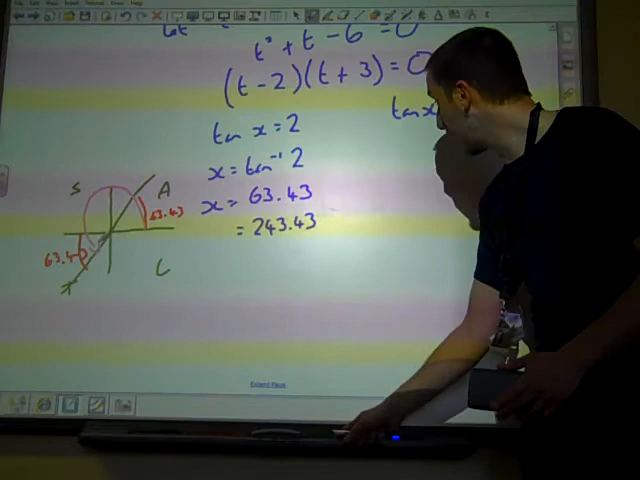 let
t² + t - 6 = 0
(t - 2)(t + 3) = 0
tan x = 2
tan x
x = tan⁻¹ 2
x = 63.43
= 243.43
S
A
63.43
63.43
C
T
Extend Page